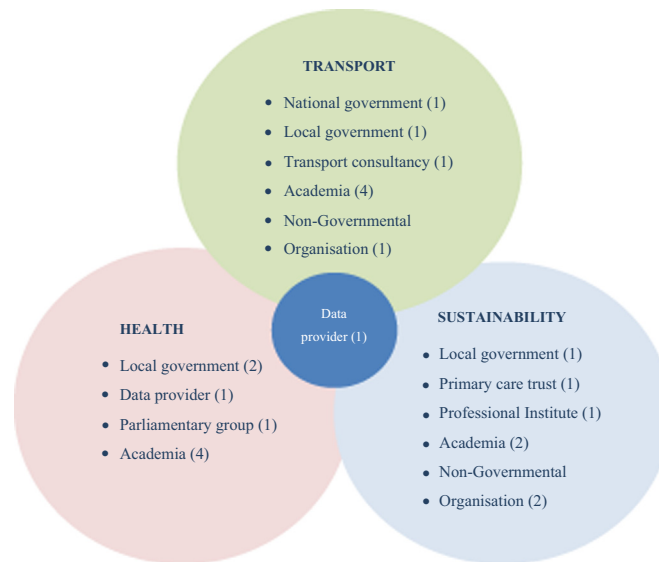 TRANSPORT
• National government (1)
• Local government (1)
• Transport consultancy (1)
• Academia (4)
• Non-Governmental
• Organisation (1)
Data
provider (1)
HEALTH
• Local government (2)
• Data provider (1)
• Parliamentary group (1)
• Academia (4)
SUSTAINABILITY
• Local government (1)
• Primary care trust (1)
• Professional Institute (1)
• Academia (2)
• Non-Governmental
• Organisation (2)